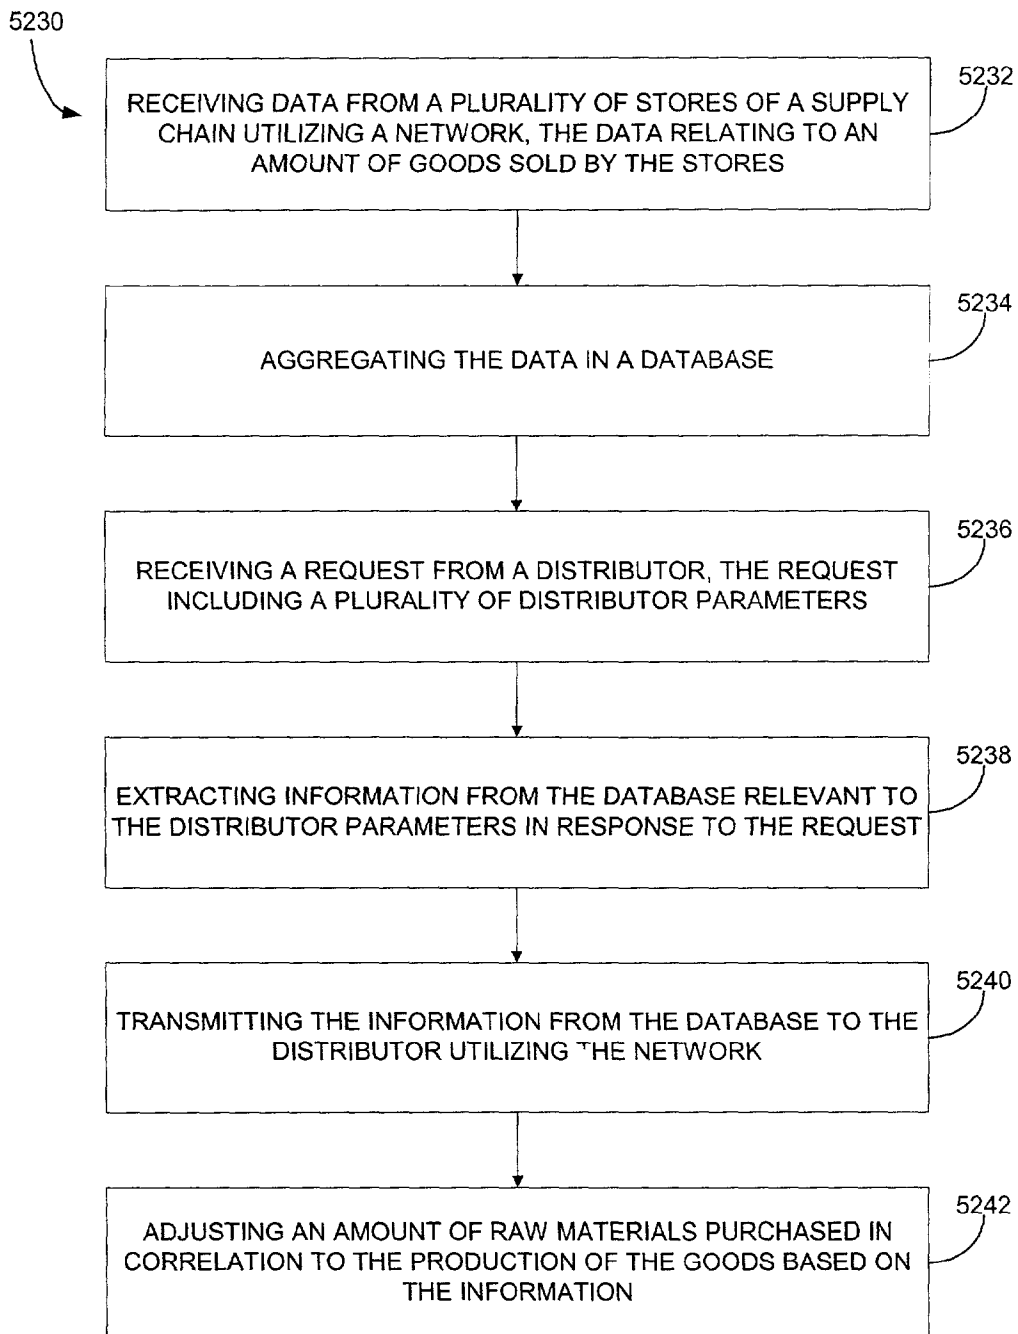 5230
5232
RECEIVING DATA FROM A PLURALITY OF STORES OF A SUPPLY
CHAIN UTILIZING A NETWORK, THE DATA RELATING TO AN
AMOUNT OF GOODS SOLD BY THE STORES
5234
AGGREGATING THE DATA IN A DATABASE
5236
RECEIVING A REQUEST FROM A DISTRIBUTOR, THE REQUEST
INCLUDING A PLURALITY OF DISTRIBUTOR PARAMETERS
5238
EXTRACTING INFORMATION FROM THE DATABASE RELEVANT TO
THE DISTRIBUTOR PARAMETERS IN RESPONSE TO THE REQUEST
5240
TRANSMITTING THE INFORMATION FROM THE DATABASE TO THE
DISTRIBUTOR UTILIZING THE NETWORK
5242
ADJUSTING AN AMOUNT OF RAW MATERIALS PURCHASED IN
CORRELATION TO THE PRODUCTION OF THE GOODS BASED ON
THE INFORMATION